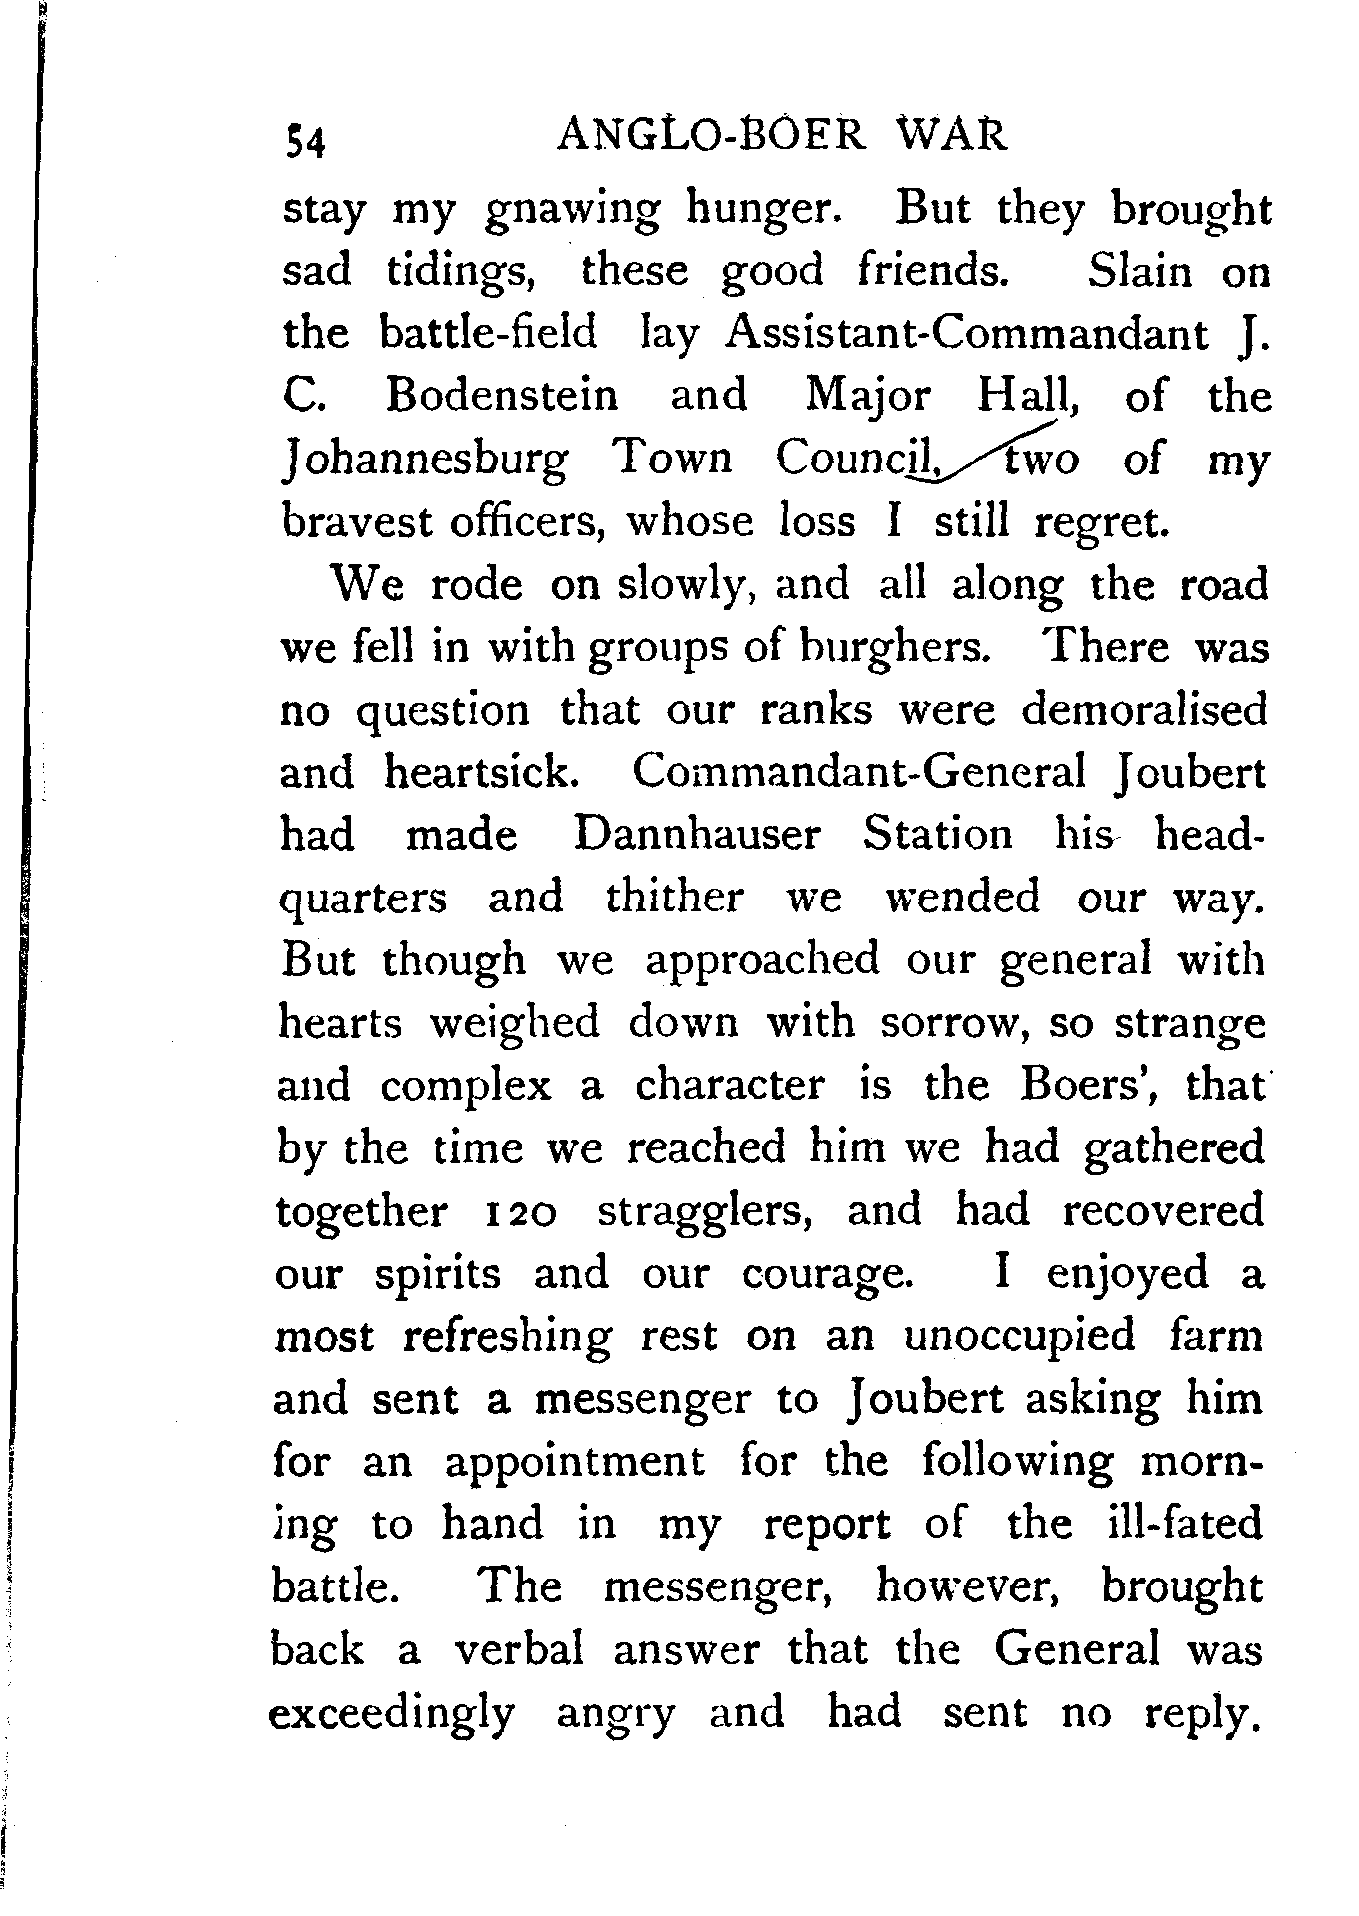 54 ANGLO-BOER WAR
stay my gnawing hunger. But they brought
sad tidings, these good friends. Slain on
the battle-field lay Assistant-Commandant J.
C. Bodenstein and Major Hall, of the
Johannesburg Town Council, two of my
bravest officers, whose loss I still regret.
We rode on slowly, and all along the road
we fell in with groups of burghers. There was
no question that our ranks were demoralised
and heartsick. Commandant-General Joubert
had made Dannhauser Station his head-
quarters and thither we wended our way.
But though we approached our general with
hearts weighed down with sorrow, so strange
and complex a character is the Boers', that
by the time we reached him we had gathered
together 120 stragglers, and had recovered
our spirits and our courage. I enjoyed a
most refreshing rest on an unoccupied farm
and sent a messenger to Joubert asking him
for an appointment for the following morn-
ing to hand in my report of the ill-fated
battle. The messenger, however, brought
back a verbal answer that the General was
exceedingly angry and had sent no reply.